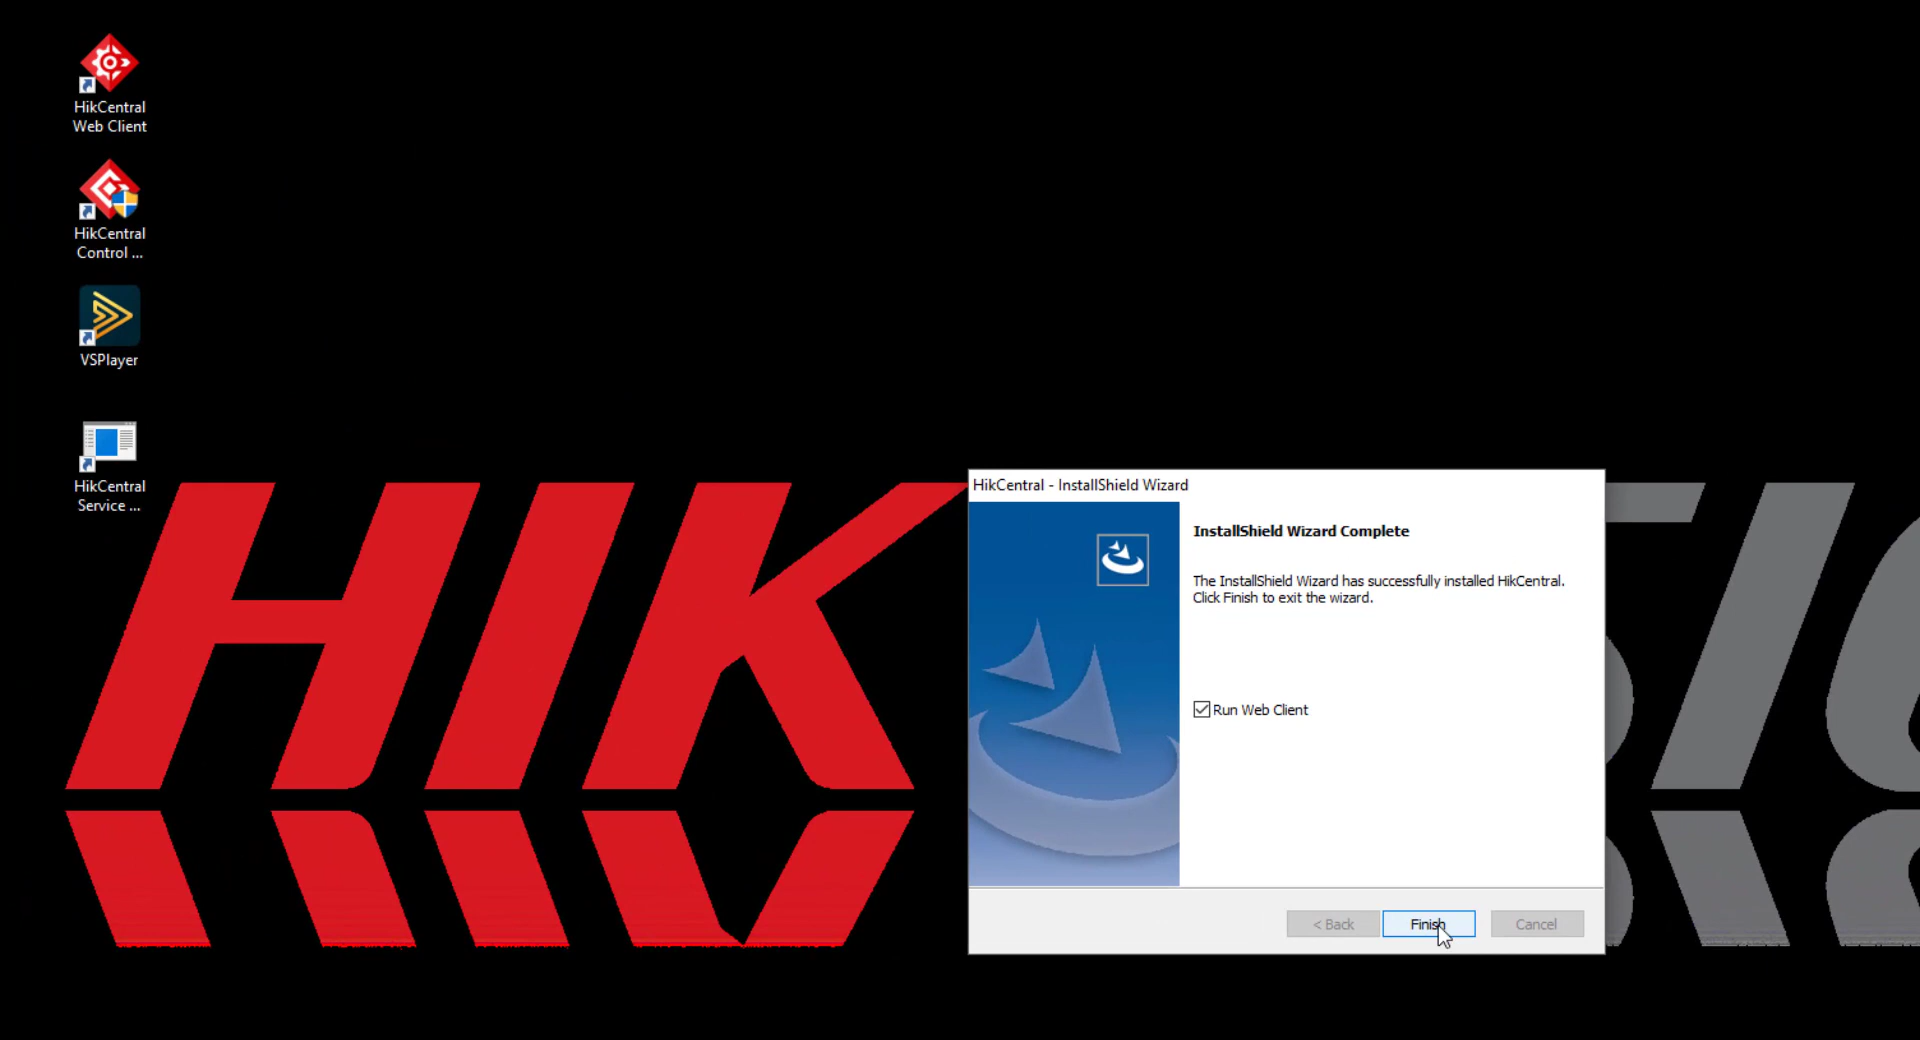 HikCentral
Web Client
HikCentral
Control ...
VSPlayer
HikCentral
Service ...
HIK
HikCentral - InstallShield Wizard
InstallShield Wizard Complete
The InstallShield Wizard has successfully installed HikCentral.
Click Finish to exit the wizard.
Run Web Client
< Back
Finish
Cancel